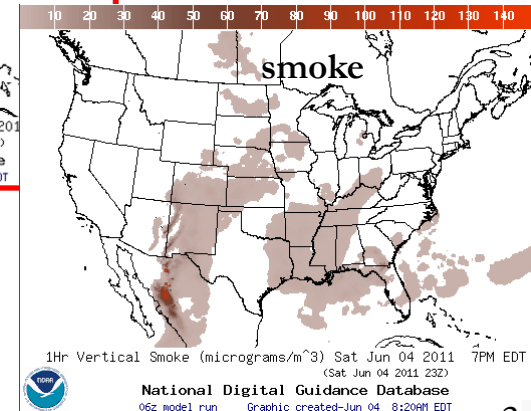 10 20 30 40 50 60 70 80 90 100 110 120 130 140
smoke
201
)
e
DT
1Hr Vertical Smoke (micrograms/m^3) Sat Jun 04 2011 7PM EDT
(Sat Jun 04 2011 23Z)
NOAA
National Digital Guidance Database
06z model run Graphic created-Jun 04 8:20AM EDT